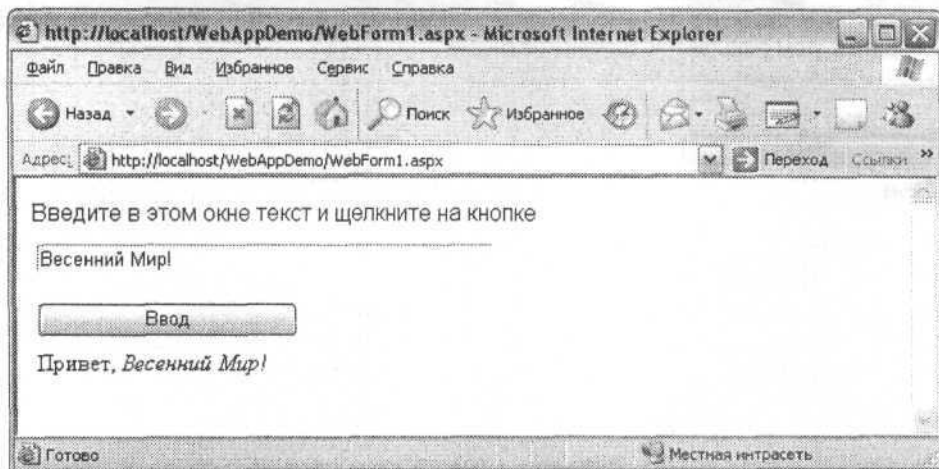 http://localhost/WebAppDemo/WebForm1.aspx - Microsoft Internet Explorer
Файл Правка Вид Избранное Сервис Справка
Назад Поиск Избранное
Адрес: http://localhost/WebAppDemo/WebForm1.aspx Переход Ссылки »
Введите в этом окне текст и щелкните на кнопке
Весенний Мир!
Ввод
Привет, Весенний Мир!
Готово Местная интрасеть